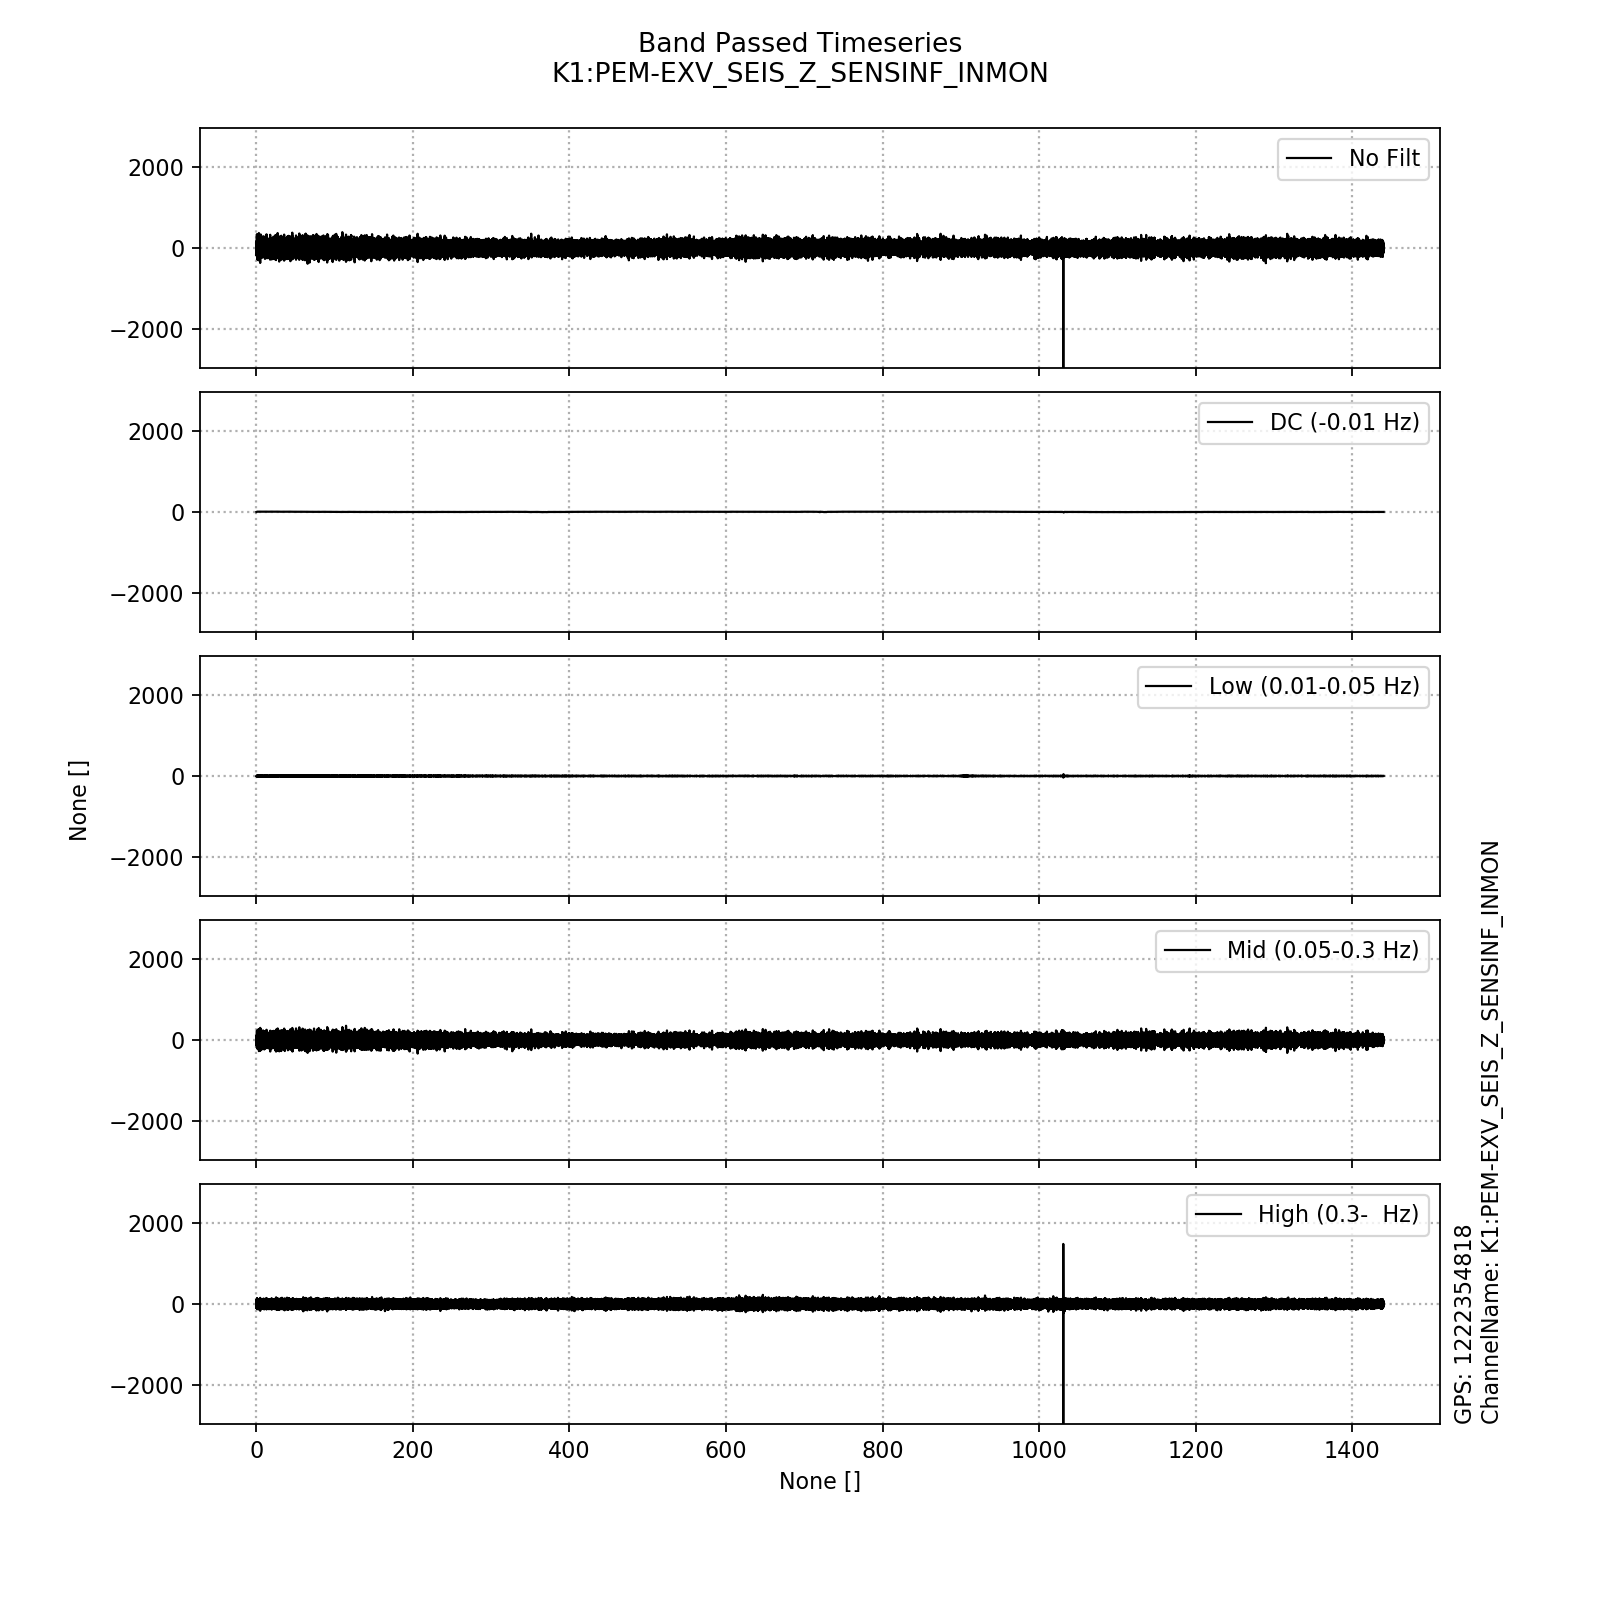 Band Passed Timeseries
K1:PEM-EXV_SEIS_Z_SENSINF_INMON
2000
0
−2000
No Filt
2000
0
−2000
DC (-0.01 Hz)
2000
0
−2000
Low (0.01-0.05 Hz)
None []
2000
0
−2000
Mid (0.05-0.3 Hz)
2000
0
−2000
High (0.3-  Hz)
0 200 400 600 800 1000 1200 1400
None []
GPS: 1222354818
ChannelName: K1:PEM-EXV_SEIS_Z_SENSINF_INMON